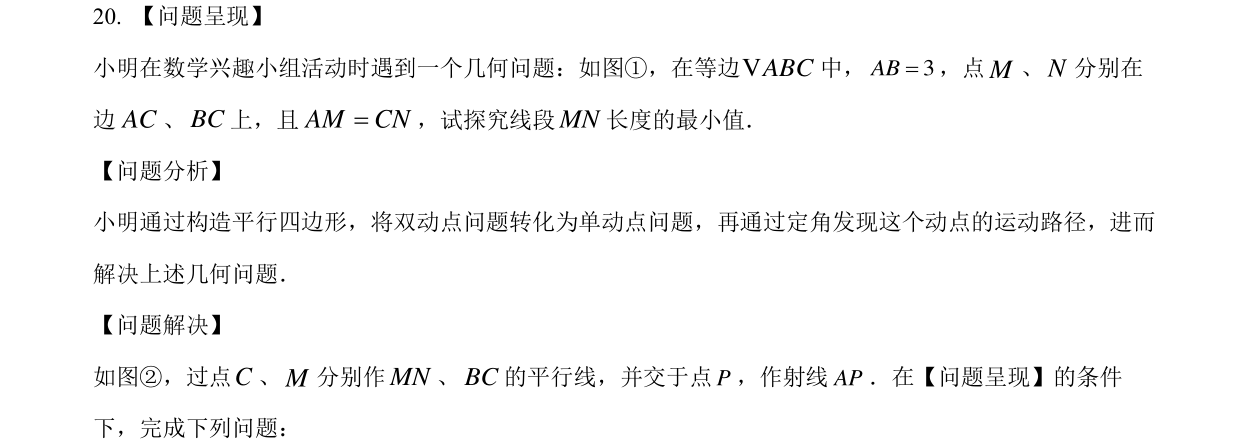 20. 【问题呈现】
小明在数学兴趣小组活动时遇到一个几何问题：如图①，在等边VABC中，AB=3，点M、N分别在
边AC、BC上，且AM=CN，试探究线段MN长度的最小值．
【问题分析】
小明通过构造平行四边形，将双动点问题转化为单动点问题，再通过定角发现这个动点的运动路径，进而
解决上述几何问题．
【问题解决】
如图②，过点C、M分别作MN、BC的平行线，并交于点P，作射线AP．在【问题呈现】的条件
下，完成下列问题：